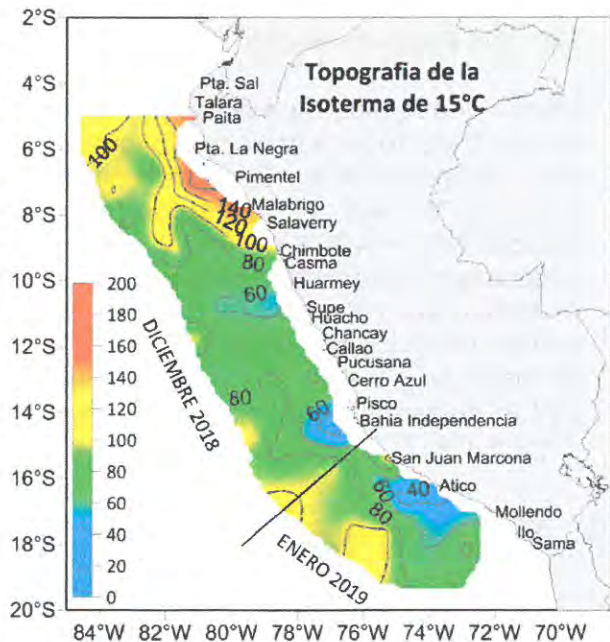 2°S
4°S
6°S
8°S
10°S
12°S
14°S
16°S
18°S
20°S
Topografia de la
Isoterma de 15°C
Pta. Sal
Talara
Paita
Pta. La Negra
Pimentel
Malabrigo
Salaverry
Chimbote
Casma
Huarmey
Supe
Huacho
Chancay
Callao
Pucusana
Cerro Azul
Pisco
Bahia Independencia
San Juan Marcona
Atico
Mollendo
Ilo
Sama
100
140
120
100
80
60
80
60
60
40
80
200
180
160
140
120
100
80
60
40
20
0
DICIEMBRE 2018
ENERO 2019
84°W 82°W 80°W 78°W 76°W 74°W 72°W 70°W